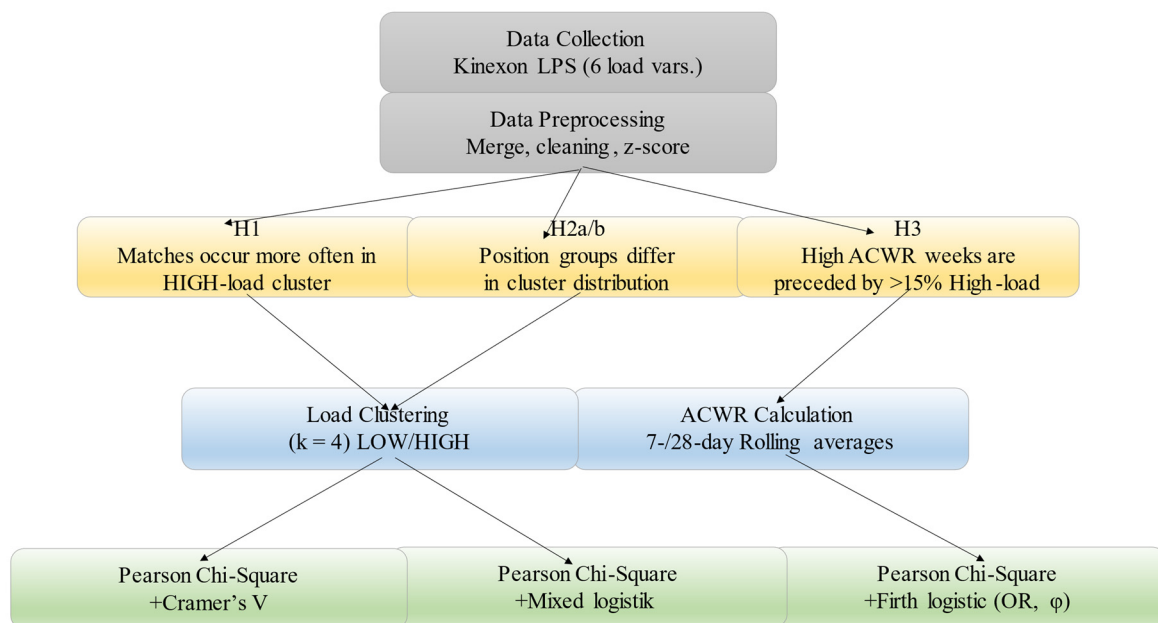 Data Collection
Kinexon LPS (6 load vars.)
Data Preprocessing
Merge, cleaning, z-score
H1
Matches occur more often in
HIGH-load cluster
H2a/b
Position groups differ
in cluster distribution
H3
High ACWR weeks are
preceded by >15% High-load
Load Clustering
(k = 4) LOW/HIGH
ACWR Calculation
7-/28-day Rolling averages
Pearson Chi-Square
+Cramer's V
Pearson Chi-Square
+Mixed logistik
Pearson Chi-Square
+Firth logistic (OR, φ)